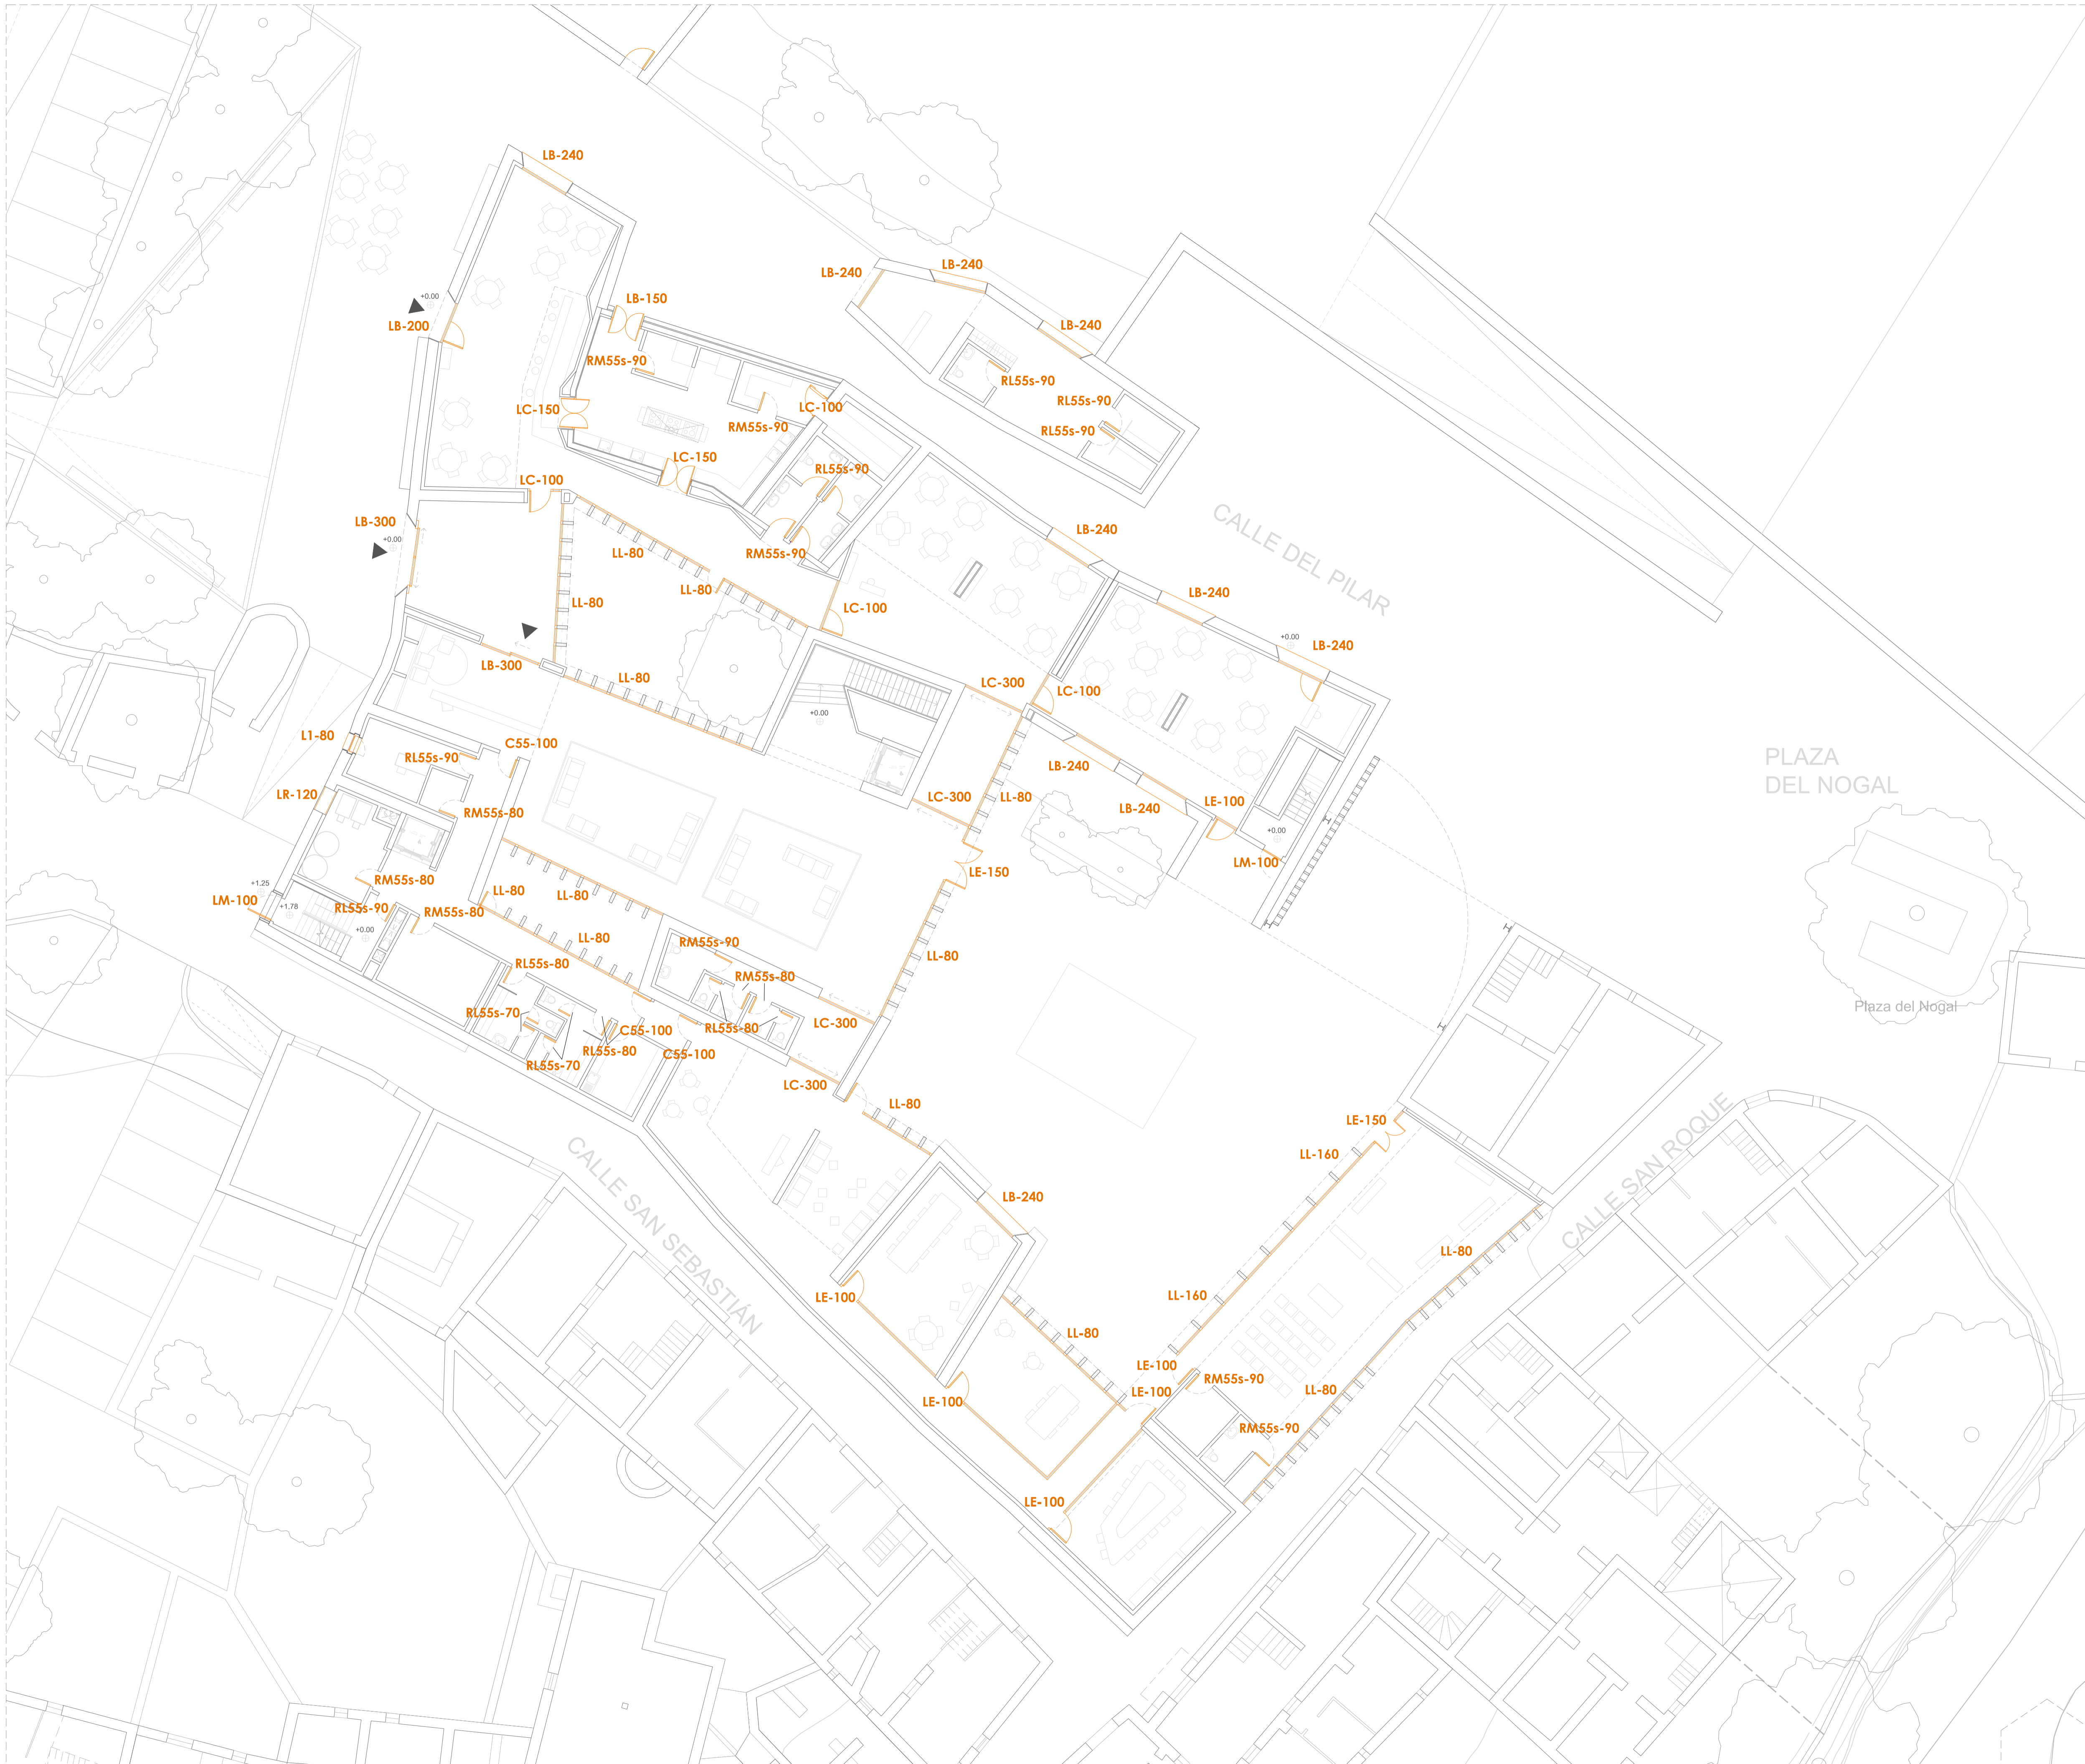 LB-240
LB-240
LB-240
+0.00
LB-150
LB-200
LB-240
RM55s-90
RL55s-90
RL55s-90
LC-150
LC-100
RM55s-90
RL55s-90
LC-150
RL55s-90
LC-100
LB-300
+0.00
CALLE DEL PILAR
LB-240
LL-80
RM55s-90
LL-80
LB-240
LL-80
LC-100
+0.00
LB-300
LB-240
LL-80
LC-300
LC-100
+0.00
L1-80
C55-100
RL55s-90
LB-240
PLAZA
DEL NOGAL
LR-120
LC-300
LL-80
LE-100
LB-240
RM55s-80
+0.00
LM-100
LE-150
RM55s-80
+1.25
LL-80
LL-80
LM-100
+1.78
RL55s-90
RM55s-80
+0.00
LL-80
RM55s-90
LL-80
RL55s-80
RM55s-80
Plaza del Nogal
RL55s-70
LC-300
C55-100
RL55s-80
RL55s-80
C55-100
RL55s-70
LC-300
LL-80
LE-150
CALLE SAN ROQUE
LL-160
CALLE SAN SEBASTIÁN
LB-240
LL-80
LE-100
LL-160
LL-80
LE-100
RM55s-90
LE-100
LL-80
LE-100
RM55s-90
LE-100